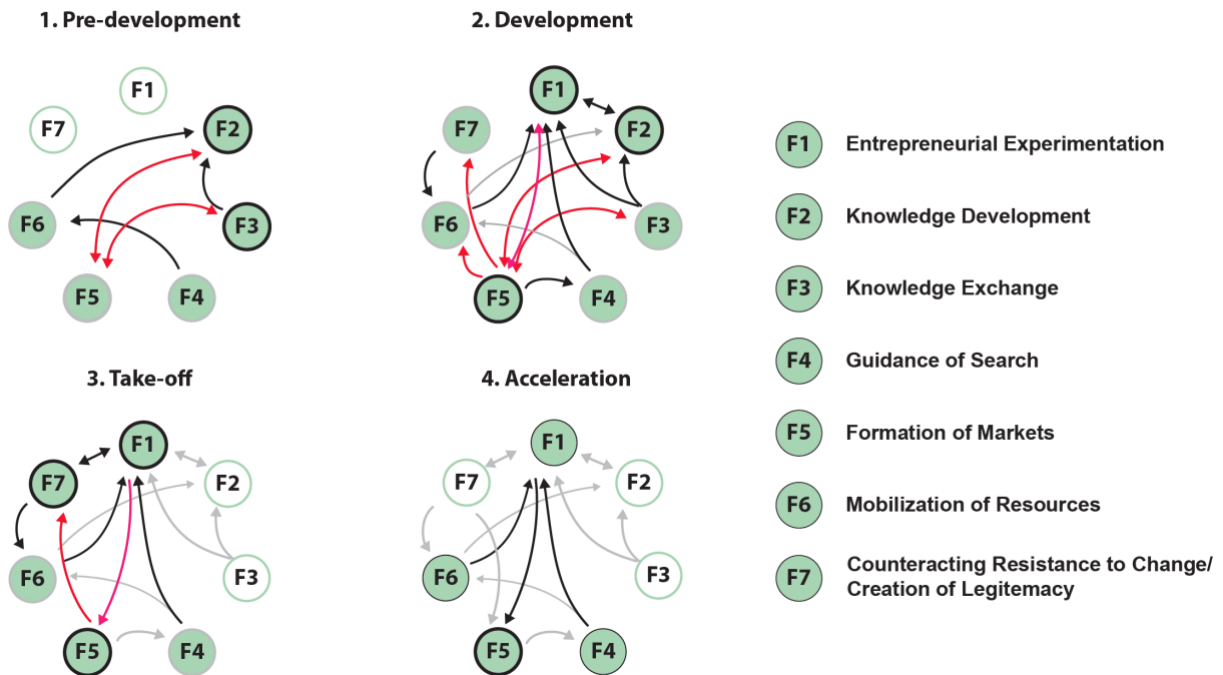 1. Pre-development
F1
F7
F2
F6
F3
F5
F4
2. Development
F1
F7
F2
F6
F3
F5
F4
3. Take-off
F1
F7
F2
F6
F3
F5
F4
4. Acceleration
F1
F7
F2
F6
F3
F5
F4
F1 Entrepreneurial Experimentation
F2 Knowledge Development
F3 Knowledge Exchange
F4 Guidance of Search
F5 Formation of Markets
F6 Mobilization of Resources
F7 Counteracting Resistance to Change/
Creation of Legitemacy